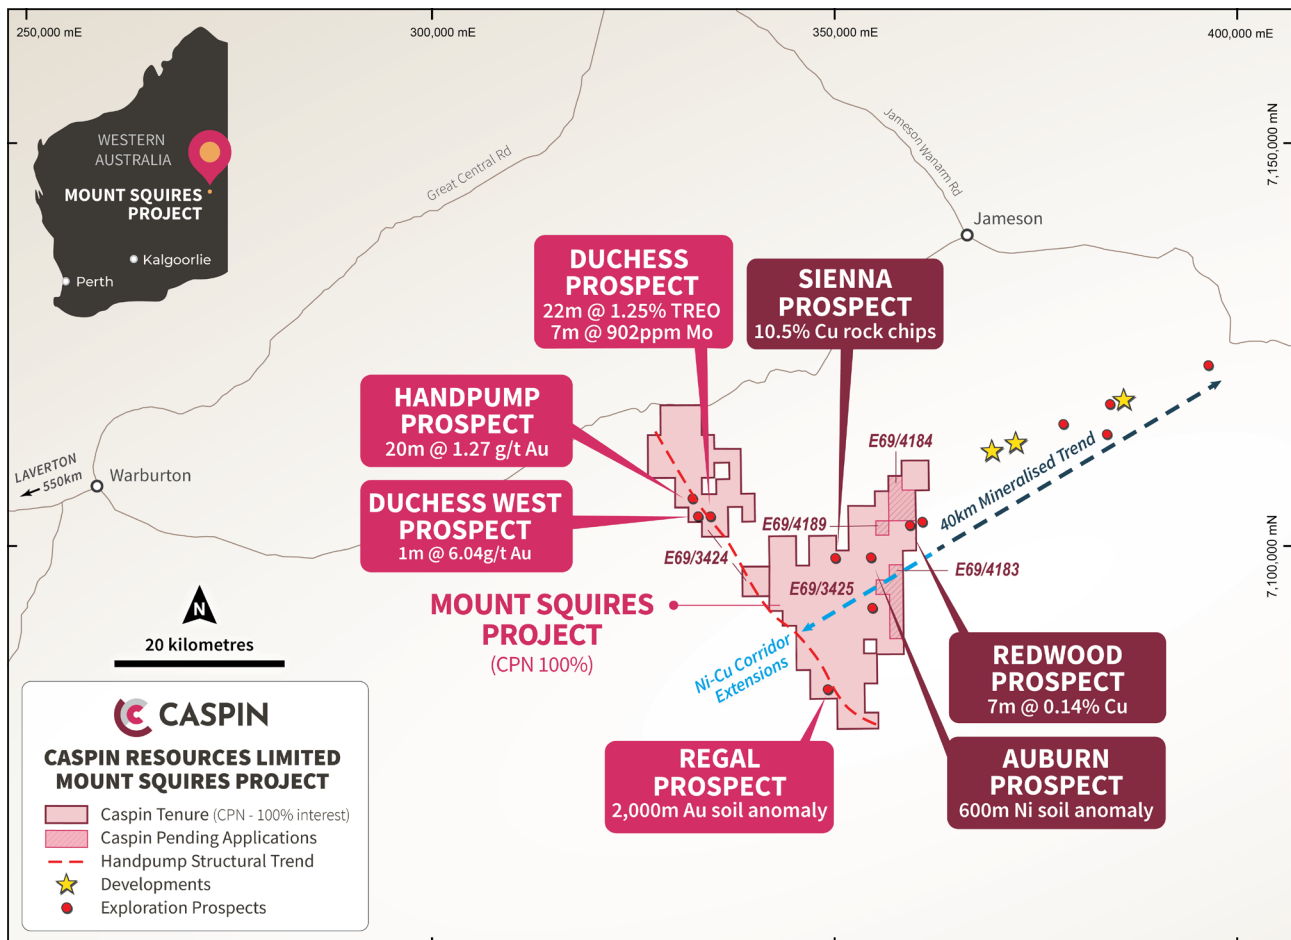 250,000 mE
300,000 mE
350,000 mE
400,000 mE
7,150,000 mN
7,100,000 mN
WESTERN
AUSTRALIA
MOUNT SQUIRES
PROJECT
Kalgoorlie
Perth
Great Central Rd
Jameson Wanarm Rd
Jameson
DUCHESS
PROSPECT
22m @ 1.25% TREO
7m @ 902ppm Mo
SIENNA
PROSPECT
10.5% Cu rock chips
HANDPUMP
PROSPECT
20m @ 1.27 g/t Au
DUCHESS WEST
PROSPECT
1m @ 6.04g/t Au
LAVERTON
550km
Warburton
E69/4184
E69/4189
E69/3424
E69/3425
E69/4183
40km Mineralised Trend
MOUNT SQUIRES
PROJECT
(CPN 100%)
Ni-Cu Corridor
Extensions
REDWOOD
PROSPECT
7m @ 0.14% Cu
REGAL
PROSPECT
2,000m Au soil anomaly
AUBURN
PROSPECT
600m Ni soil anomaly
N
20 kilometres
CASPIN
CASPIN RESOURCES LIMITED
MOUNT SQUIRES PROJECT
Caspin Tenure (CPN - 100% interest)
Caspin Pending Applications
Handpump Structural Trend
Developments
Exploration Prospects